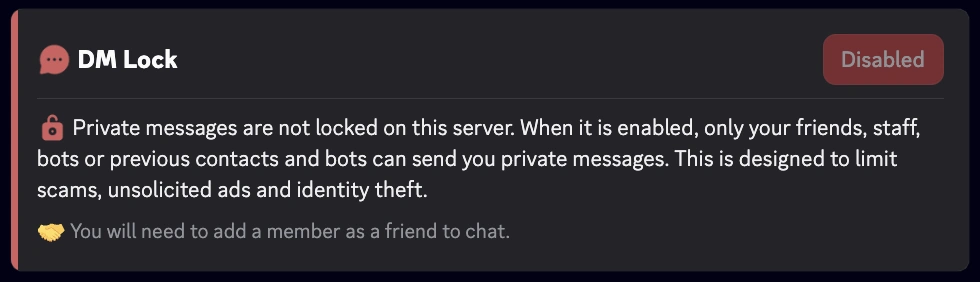 DM Lock
Disabled
Private messages are not locked on this server. When it is enabled, only your friends, staff,
bots or previous contacts and bots can send you private messages. This is designed to limit
scams, unsolicited ads and identity theft.
You will need to add a member as a friend to chat.